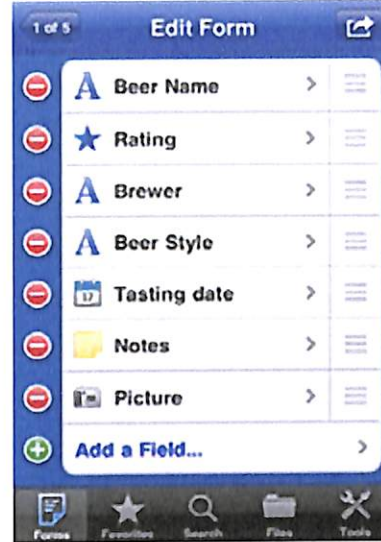 1 of 5
Edit Form
Beer Name
Rating
Brewer
Beer Style
17
Tasting date
Notes
Picture
Add a Field...
Forms
Favorites
Search
Files
Tools